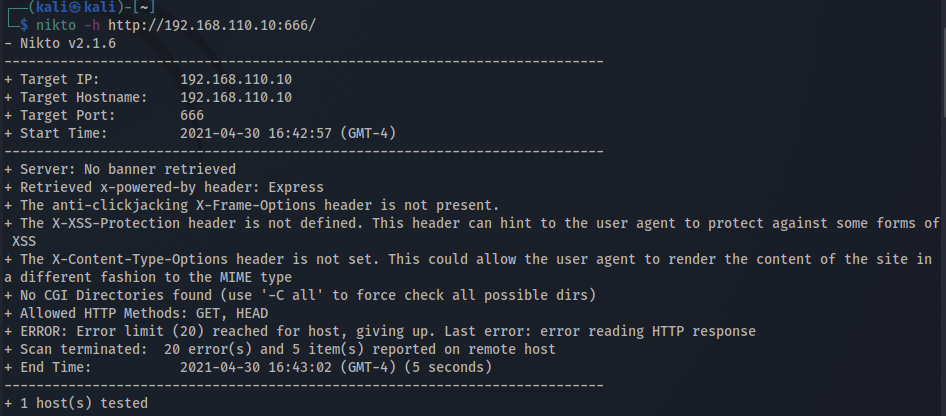 ┌──(kali㉿kali)-[~]
└─$ nikto -h http://192.168.110.10:666/
- Nikto v2.1.6
---------------------------------------------------------------------------
+ Target IP:          192.168.110.10
+ Target Hostname:    192.168.110.10
+ Target Port:        666
+ Start Time:         2021-04-30 16:42:57 (GMT-4)
---------------------------------------------------------------------------
+ Server: No banner retrieved
+ Retrieved x-powered-by header: Express
+ The anti-clickjacking X-Frame-Options header is not present.
+ The X-XSS-Protection header is not defined. This header can hint to the user agent to protect against some forms of
 XSS
+ The X-Content-Type-Options header is not set. This could allow the user agent to render the content of the site in
a different fashion to the MIME type
+ No CGI Directories found (use '-C all' to force check all possible dirs)
+ Allowed HTTP Methods: GET, HEAD
+ ERROR: Error limit (20) reached for host, giving up. Last error: error reading HTTP response
+ Scan terminated:  20 error(s) and 5 item(s) reported on remote host
+ End Time:           2021-04-30 16:43:02 (GMT-4) (5 seconds)
---------------------------------------------------------------------------
+ 1 host(s) tested